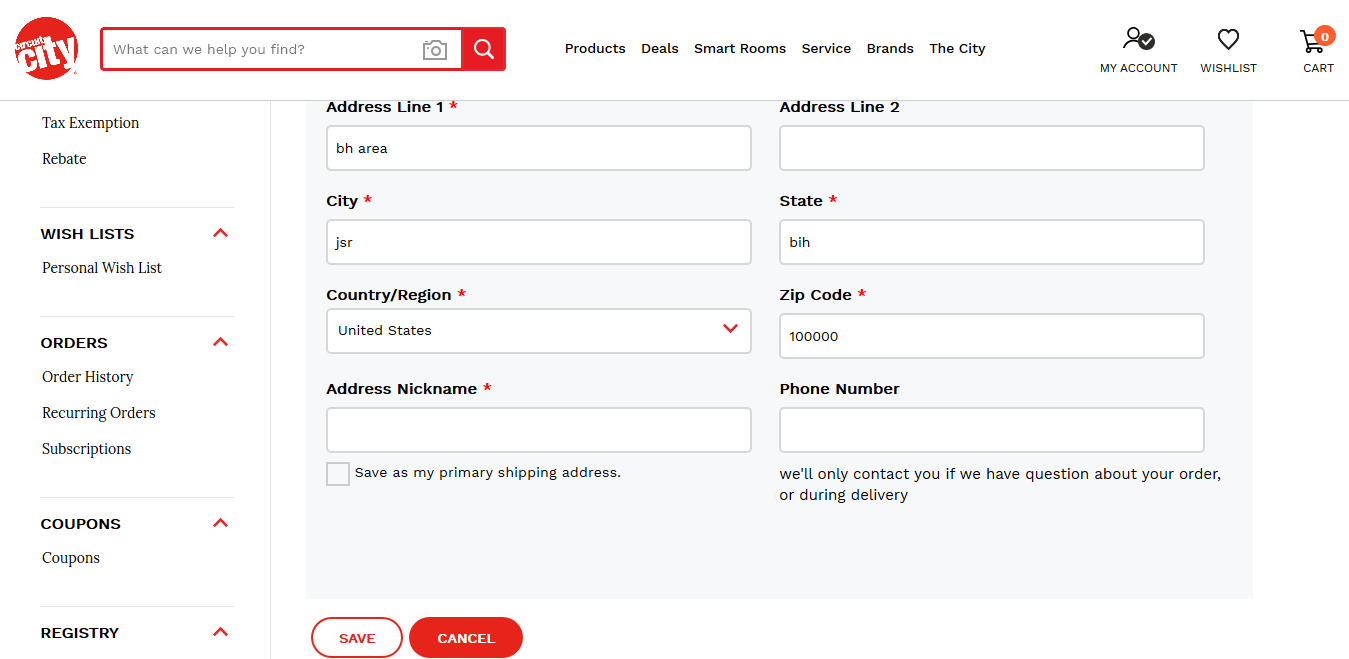 circuit city
What can we help you find?
Products Deals Smart Rooms Service Brands The City
MY ACCOUNT WISHLIST 0 CART
Tax Exemption
Rebate
WISH LISTS
Personal Wish List
ORDERS
Order History
Recurring Orders
Subscriptions
COUPONS
Coupons
REGISTRY
Address Line 1 *
bh area
Address Line 2
City *
jsr
State *
bih
Country/Region *
United States
Zip Code *
100000
Address Nickname *
Save as my primary shipping address.
Phone Number
we'll only contact you if we have question about your order,
or during delivery
SAVE CANCEL